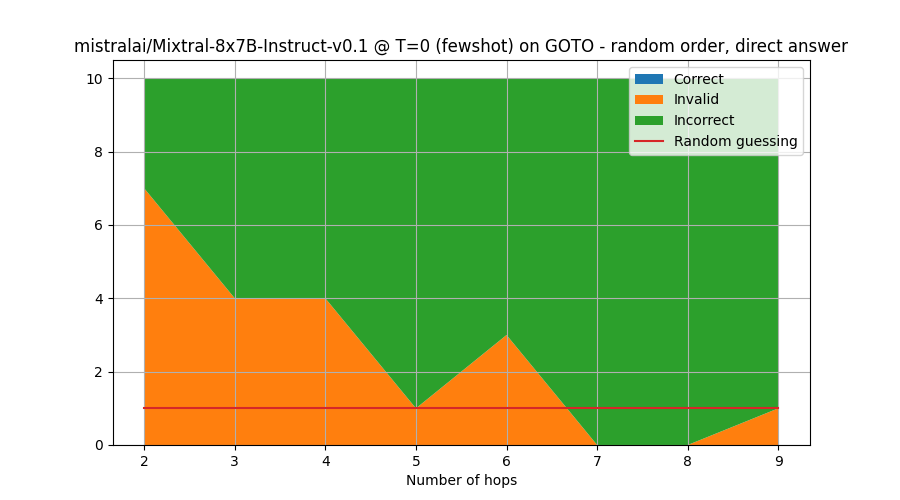 mistralai/Mixtral-8x7B-Instruct-v0.1 @ T=0 (fewshot) on GOTO - random order, direct answer
10
8
6
4
2
0
Correct
Invalid
Incorrect
Random guessing
2 3 4 5 6 7 8 9
Number of hops